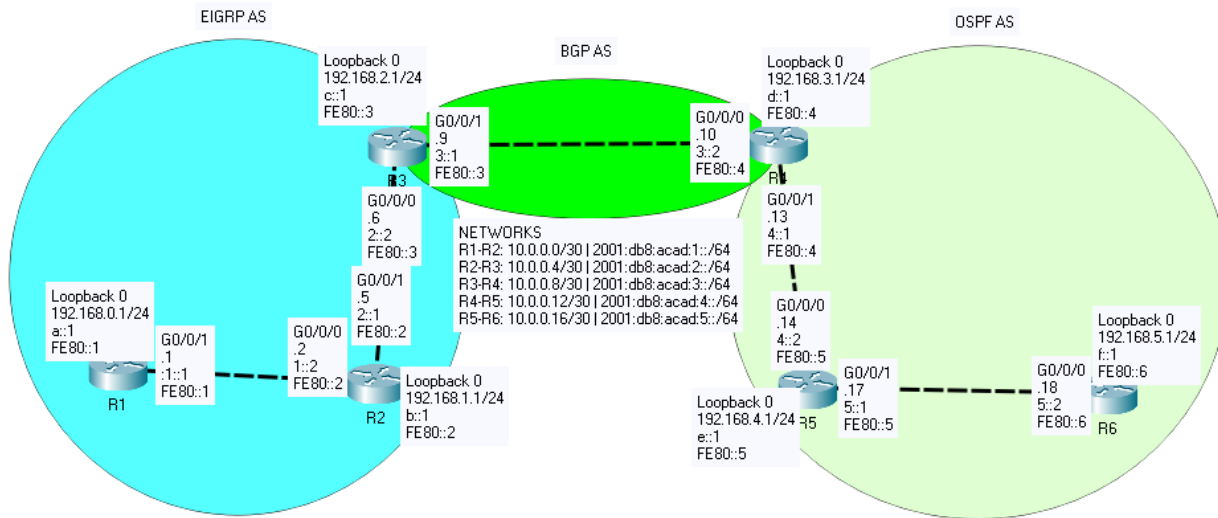 EIGRP AS
BGP AS
OSPF AS
Loopback 0
192.168.2.1/24
c::1
FE80::3
G0/0/1
.9
3::1
FE80::3
R3
G0/0/0
.10
3::2
FE80::4
Loopback 0
192.168.3.1/24
d::1
FE80::4
R4
G0/0/0
.6
2::2
FE80::3
G0/0/1
.13
4::1
FE80::4
NETWORKS
R1-R2: 10.0.0.0/30 | 2001:db8:acad:1::/64
R2-R3: 10.0.0.4/30 | 2001:db8:acad:2::/64
R3-R4: 10.0.0.8/30 | 2001:db8:acad:3::/64
R4-R5: 10.0.0.12/30 | 2001:db8:acad:4::/64
R5-R6: 10.0.0.16/30 | 2001:db8:acad:5::/64
G0/0/1
.5
2::1
FE80::2
Loopback 0
192.168.0.1/24
a::1
FE80::1
R1
G0/0/1
.1
:1::1
FE80::1
G0/0/0
.2
1::2
FE80::2
R2
Loopback 0
192.168.1.1/24
b::1
FE80::2
G0/0/0
.14
4::2
FE80::5
Loopback 0
192.168.4.1/24
e::1
FE80::5
R5
G0/0/1
.17
5::1
FE80::5
G0/0/0
.18
5::2
FE80::6
Loopback 0
192.168.5.1/24
f::1
FE80::6
R6